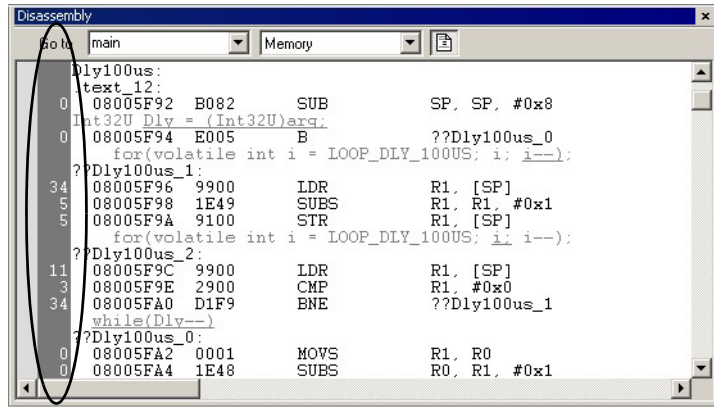 Disassembly
Go to main Memory
Dly100us:
.text_12:
0 08005F92 B082 SUB SP, SP, #0x8
Int32U Dly = (Int32U)arg;
0 08005F94 E005 B ??Dly100us_0
for(volatile int i = LOOP_DLY_100US; i; i--);
??Dly100us_1:
34 08005F96 9900 LDR R1, [SP]
5 08005F98 1E49 SUBS R1, R1, #0x1
5 08005F9A 9100 STR R1, [SP]
for(volatile int i = LOOP_DLY_100US; i; i--);
??Dly100us_2:
11 08005F9C 9900 LDR R1, [SP]
3 08005F9E 2900 CMP R1, #0x0
34 08005FA0 D1F9 BNE ??Dly100us_1
while(Dly--)
??Dly100us_0:
0 08005FA2 0001 MOVS R1, R0
0 08005FA4 1E48 SUBS R0, R1, #0x1